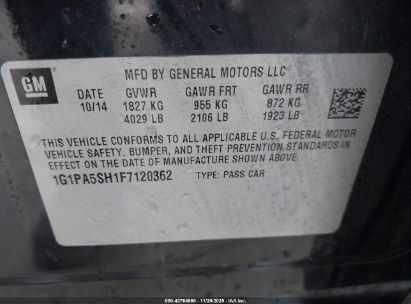 GM
MFD BY GENERAL MOTORS LLC
DATE GVWR GAWR FRT GAWR RR
10/14 1827 KG 955 KG 872 KG
4029 LB 2106 LB 1923 LB
THIS VEHICLE CONFORMS TO ALL APPLICABLE U.S. FEDERAL MOTOR
VEHICLE SAFETY, BUMPER, AND THEFT PREVENTION STANDARDS IN
EFFECT ON THE DATE OF MANUFACTURE SHOWN ABOVE.
1G1PA5SH1F7120362 TYPE: PASS CAR